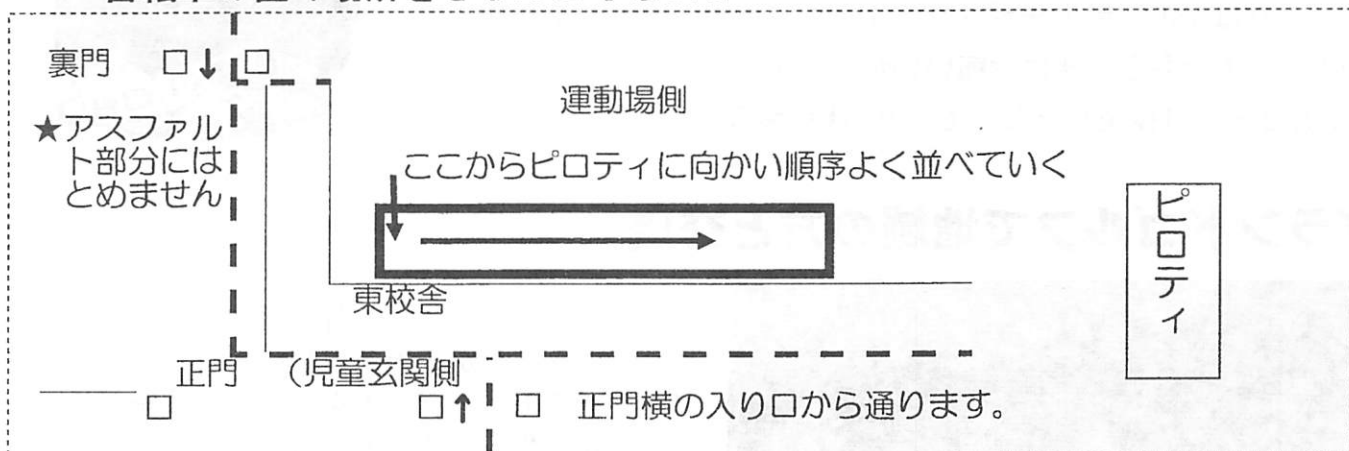 裏門
運動場側
★アスファル
ト部分には
とめません
ここからピロティに向かい順序よく並べていく
ピロティ
東校舎
正門
(児童玄関側
正門横の入り口から通ります。